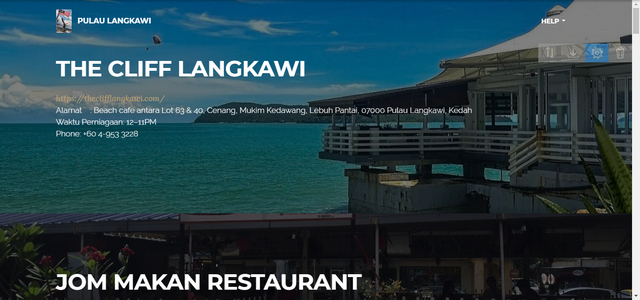 PULAU LANGKAWI
HELP
THE CLIFF LANGKAWI
https://theclifflangkawi.com/
Alamat : Beach cafe antara Lot 63 & 40, Cenang, Mukim Kedawang, Lebuh Pantai, 07000 Pulau Langkawi, Kedah
Waktu Perniagaan: 12–11PM
Phone: +60 4-953 3228
JOM MAKAN RESTAURANT